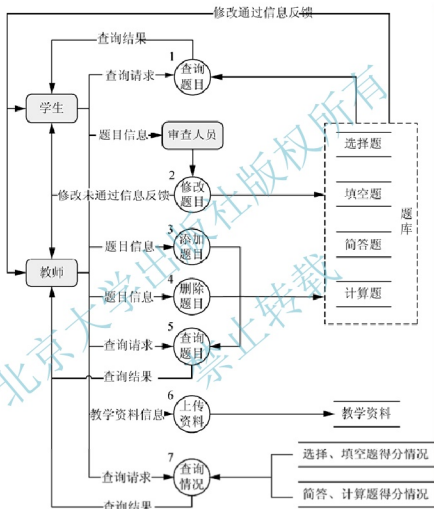 修改通过信息反馈
查询结果
1
查询
题目
查询请求
学生
题目信息
审查人员
选择题
2
修改
题目
修改未通过信息反馈
填空题
题库
3
添加
题目
题目信息
简答题
教师
4
删除
题目
题目信息
计算题
5
查询
题目
查询请求
查询结果
6
上传
资料
教学资料信息
教学资料
7
查询
情况
查询请求
选择、填空题得分情况
简答、计算题得分情况
查询结果
北京大学出版社版权所有
禁止转载